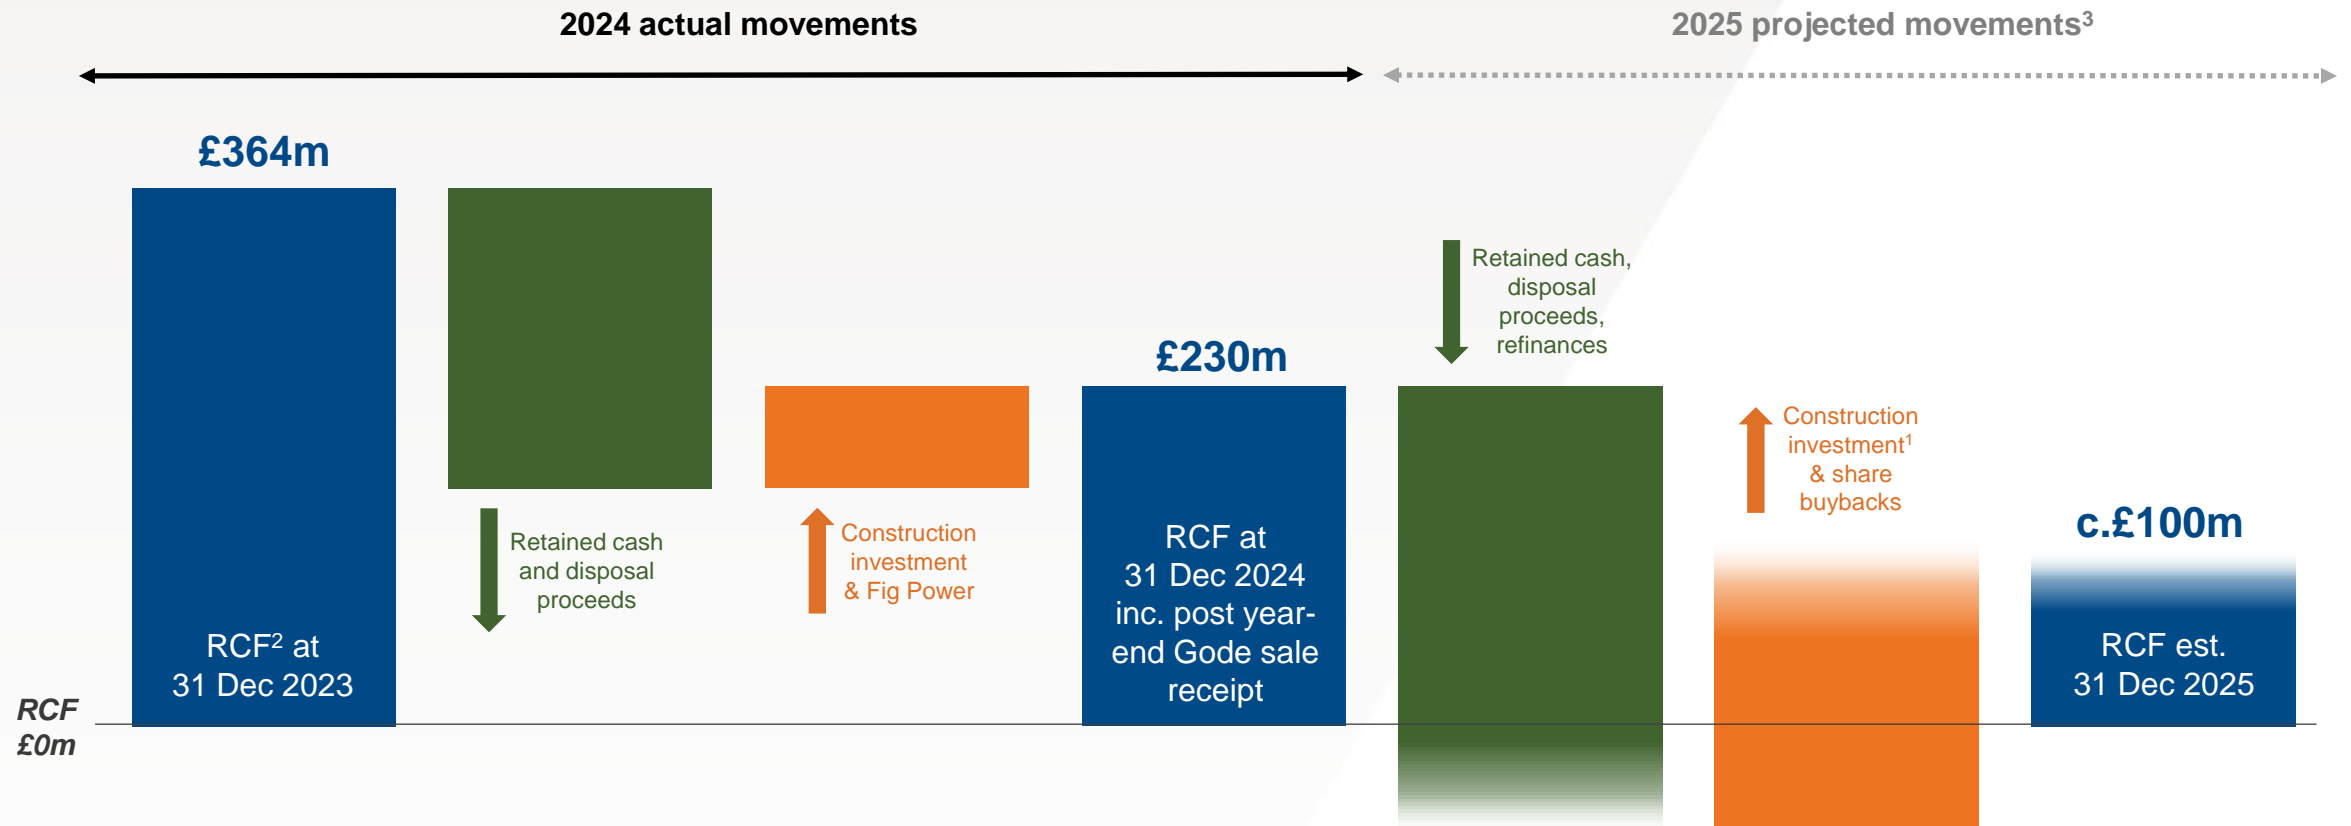 2024 actual movements
2025 projected movements³
£364m
RCF² at
31 Dec 2023
Retained cash
and disposal
proceeds
Construction
investment
& Fig Power
£230m
RCF at
31 Dec 2024
inc. post year-
end Gode sale
receipt
Retained cash,
disposal
proceeds,
refinances
Construction
investment¹
& share
buybacks
c.£100m
RCF est.
31 Dec 2025
RCF
£0m